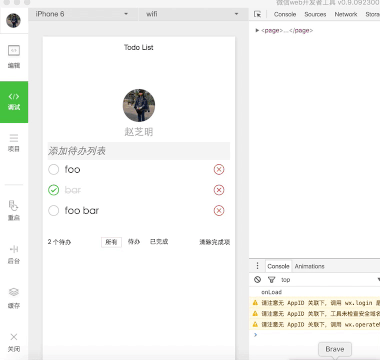 微信web开发者工具 v0.9.092300
iPhone 6
wifi
Console Sources Network
<page>…</page>
编辑
调试
项目
重启
后台
缓存
关闭
Todo List
赵芝明
添加待办列表
foo
bar
foo bar
2 个待办
所有
待办
已完成
清除完成项
Console Animations
top
onLoad
请注意无 AppID 关联下，调用 wx.login 是
请注意无 AppID 关联下，工具未检查安全域名
请注意无 AppID 关联下，调用 wx.operateW
Brave